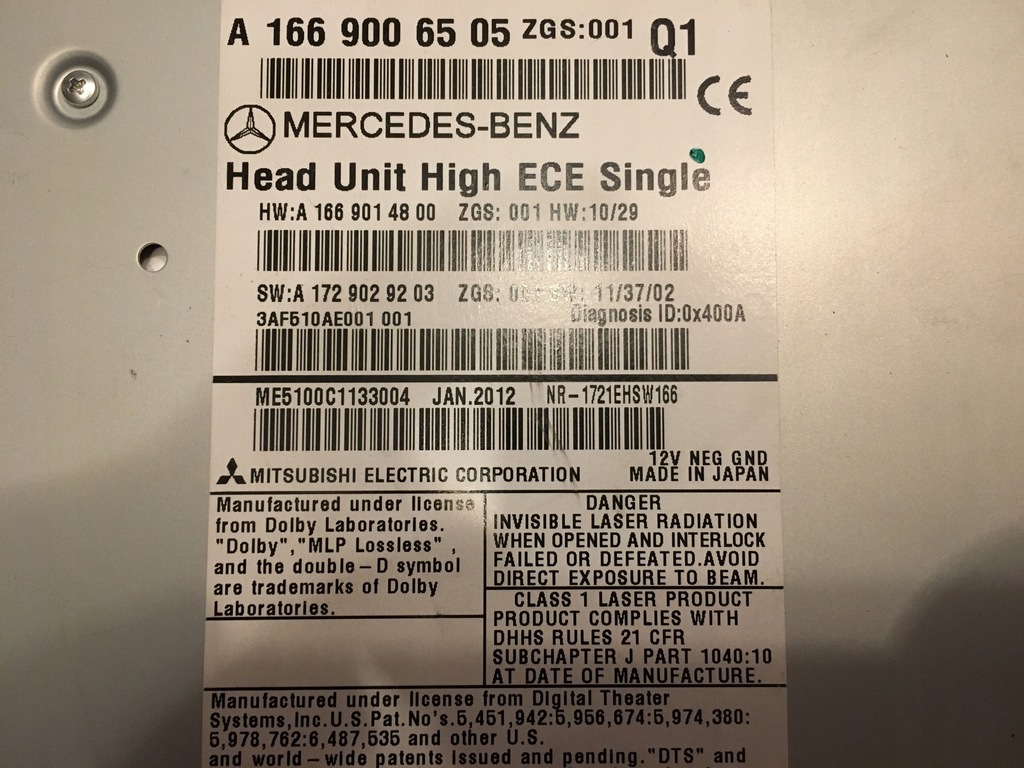 A 166 900 65 05 ZGS:001 Q1
CE
MERCEDES-BENZ
Head Unit High ECE Single
HW:A 166 901 48 00 ZGS: 001 HW:10/29
SW:A 172 902 92 03 ZGS: 11/37/02
3AF510AE001 001 Diagnosis ID:0x400A
ME5100C1133004 JAN.2012 NR-1721EHSW166
12V NEG GND
MITSUBISHI ELECTRIC CORPORATION MADE IN JAPAN
Manufactured under license
from Dolby Laboratories.
"Dolby","MLP Lossless" ,
and the double-D symbol
are trademarks of Dolby
Laboratories.
DANGER
INVISIBLE LASER RADIATION
WHEN OPENED AND INTERLOCK
FAILED OR DEFEATED.AVOID
DIRECT EXPOSURE TO BEAM.
CLASS 1 LASER PRODUCT
PRODUCT COMPLIES WITH
DHHS RULES 21 CFR
SUBCHAPTER J PART 1040:10
AT DATE OF MANUFACTURE.
Manufactured under license from Digital Theater
Systems,Inc.U.S.Pat.No's.5,451,942:5,956,674:5,974,380:
5,978,762:6,487,535 and other U.S.
and world-wide patents issued and pending."DTS" and